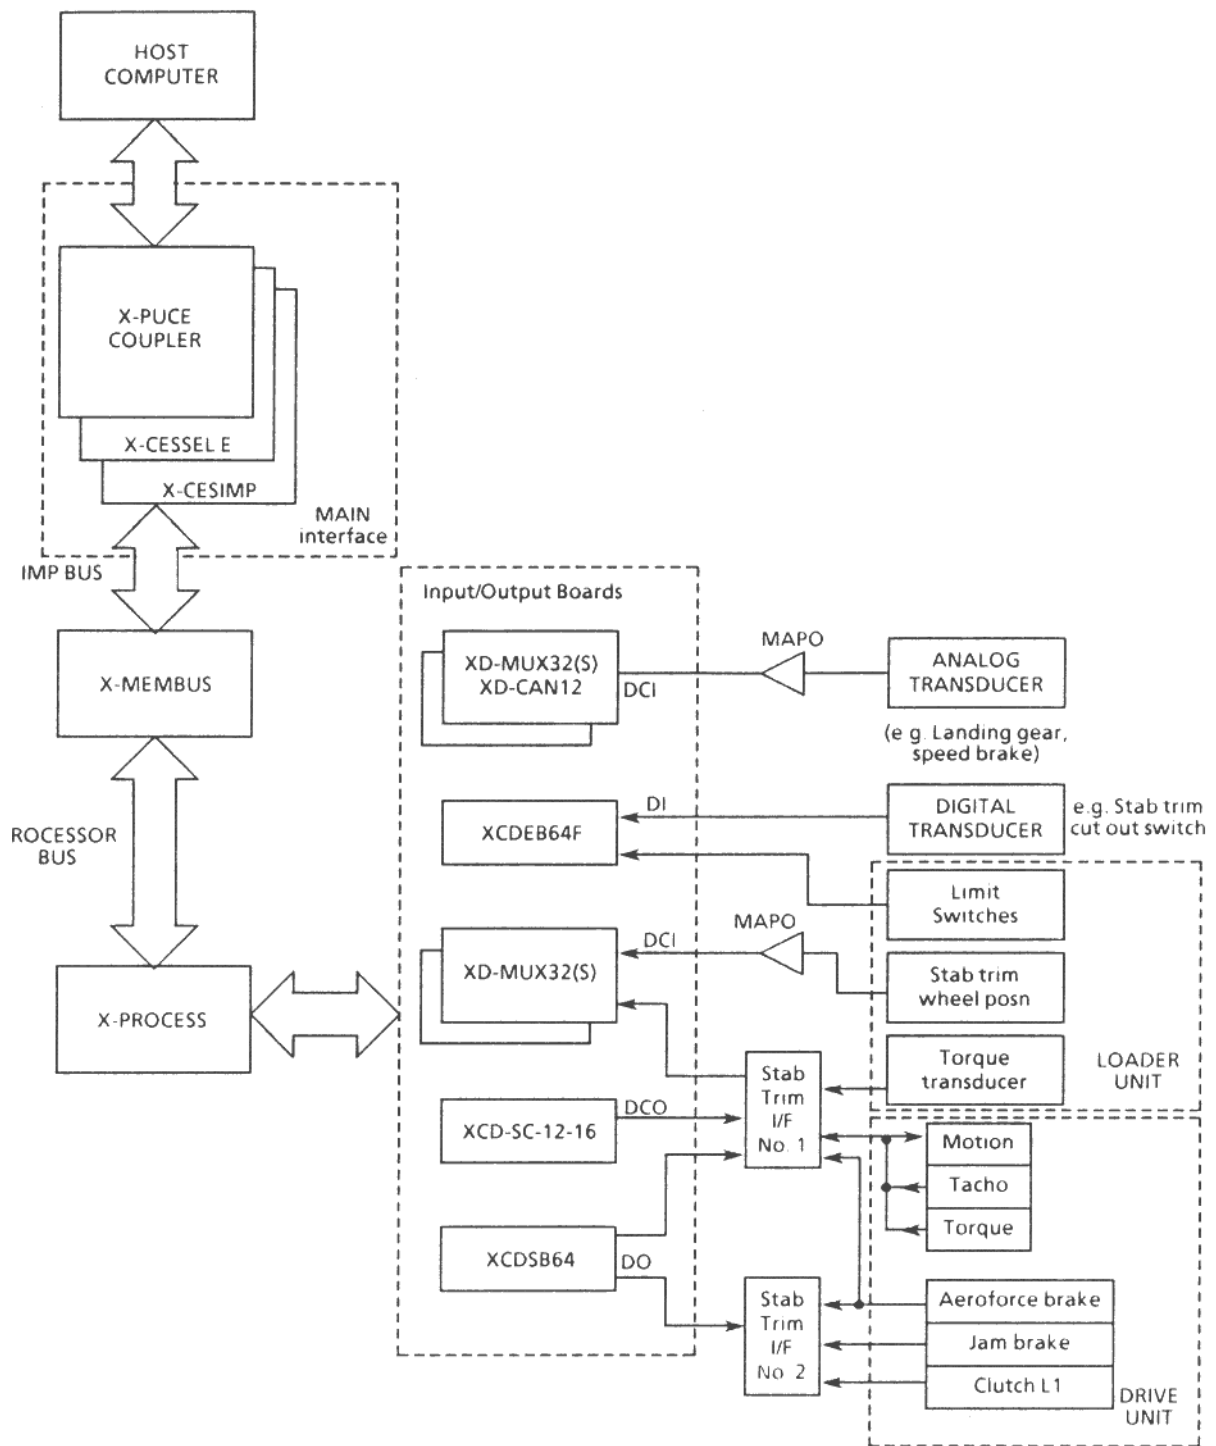 HOST
COMPUTER
X-PUCE
COUPLER
X-CESSEL E
X-CESIMP
MAIN
interface
IMP BUS
X-MEMBUS
ROCESSOR
BUS
X-PROCESS
Input/Output Boards
XD-MUX32(S)
XD-CAN12
DCI
MAPO
ANALOG
TRANSDUCER
(e g. Landing gear,
speed brake)
XCDEB64F
DI
DIGITAL
TRANSDUCER
e.g. Stab trim
cut out switch
Limit
Switches
XD-MUX32(S)
DCI
MAPO
Stab trim
wheel posn
Torque
transducer
LOADER
UNIT
XCD-SC-12-16
DCO
Stab
Trim
I/F
No. 1
Motion
Tacho
Torque
XCDSB64
DO
Stab
Trim
I/F
No. 2
Aeroforce brake
Jam brake
Clutch L1
DRIVE
UNIT